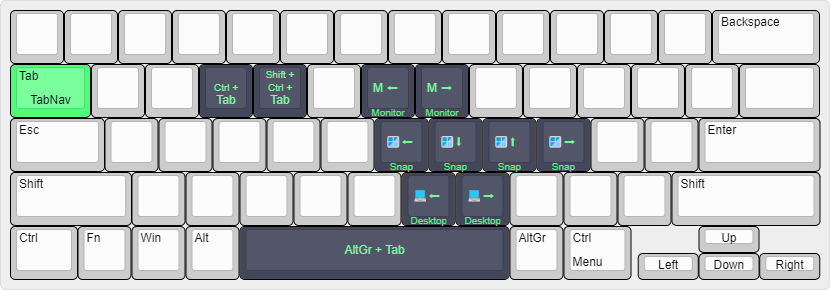 Backspace
Tab
TabNav
Ctrl +
Tab
Shift +
Ctrl +
Tab
M ←
Monitor
M →
Monitor
Esc
←
Snap
↓
Snap
↑
Snap
→
Snap
Enter
Shift
←
Desktop
→
Desktop
Shift
Ctrl
Fn
Win
Alt
AltGr + Tab
AltGr
Ctrl
Menu
Up
Left
Down
Right